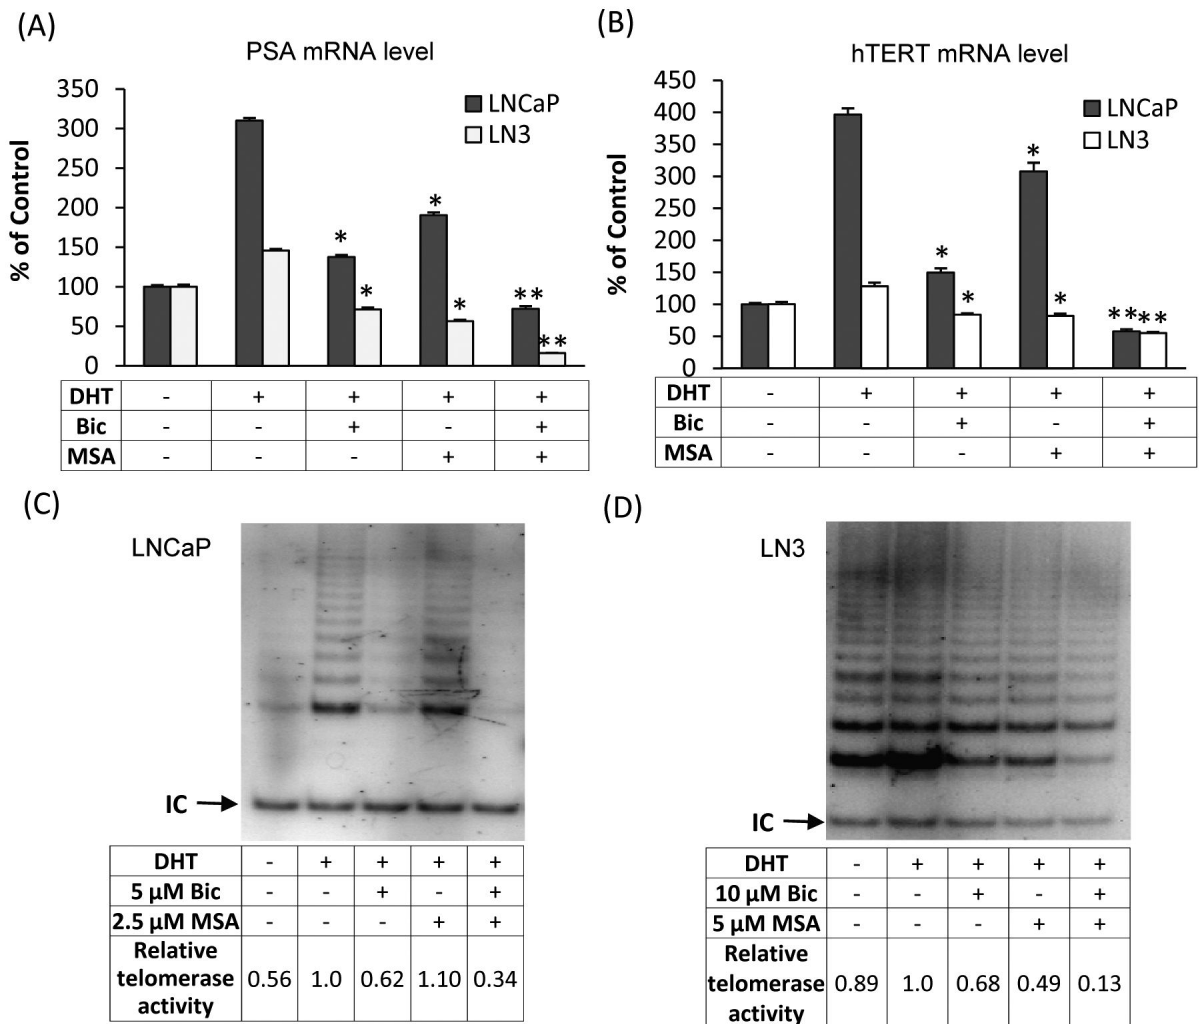 (A)
PSA mRNA level
% of Control
350
300
250
200
150
100
50
0
LNCaP
LN3
*
*
*
*
**
**
DHT - + + + +
Bic - - + - +
MSA - - - + +
(B)
hTERT mRNA level
% of Control
450
400
350
300
250
200
150
100
50
0
LNCaP
LN3
*
*
*
*
**
**
DHT - + + + +
Bic - - + - +
MSA - - - + +
(C)
LNCaP
IC
DHT - + + + +
5 µM Bic - - + - +
2.5 µM MSA - - - + +
Relative
telomerase 0.56 1.0 0.62 1.10 0.34
activity
(D)
LN3
IC
DHT - + + + +
10 µM Bic - - + - +
5 µM MSA - - - + +
Relative
telomerase 0.89 1.0 0.68 0.49 0.13
activity